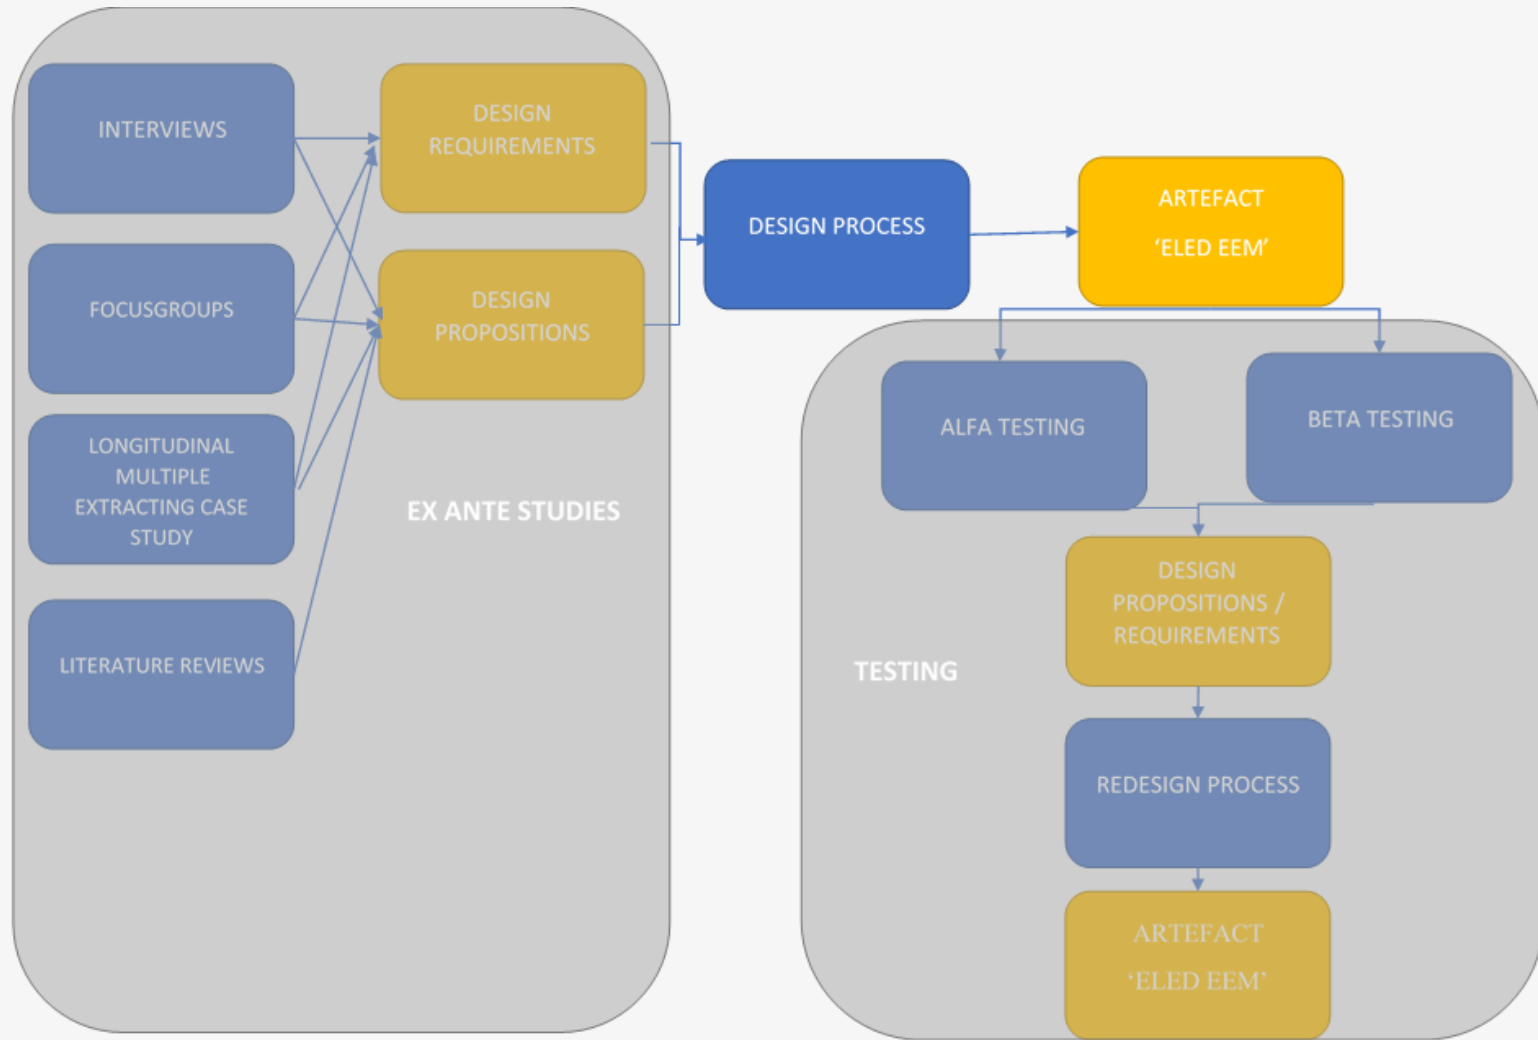 INTERVIEWS
FOCUSGROUPS
LONGITUDINAL
MULTIPLE
EXTRACTING CASE
STUDY
LITERATURE REVIEWS
DESIGN
REQUIREMENTS
DESIGN
PROPOSITIONS
EX ANTE STUDIES
DESIGN PROCESS
ARTEFACT
‘ELED EEM’
ALFA TESTING
BETA TESTING
DESIGN
PROPOSITIONS /
REQUIREMENTS
TESTING
REDESIGN PROCESS
ARTEFACT
‘ELED EEM’